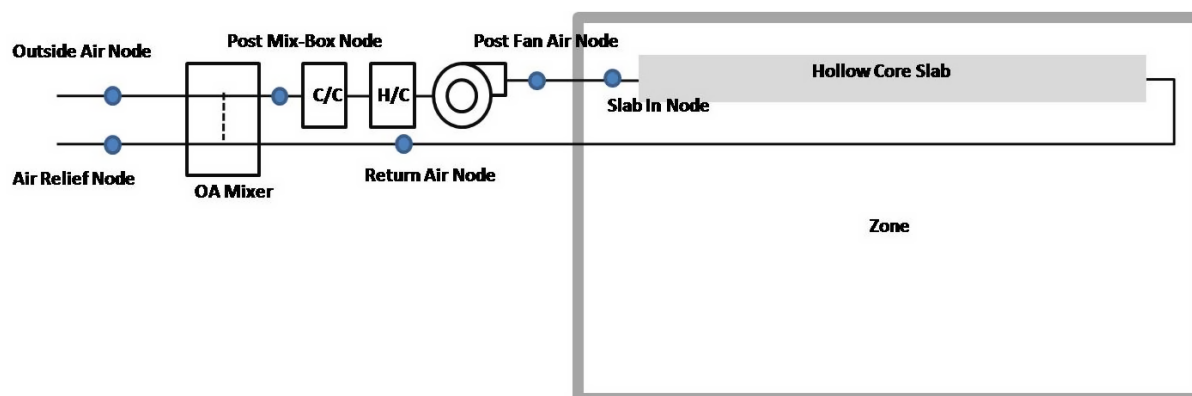 Outside Air Node
Post Mix-Box Node
Post Fan Air Node
C/C
H/C
Hollow Core Slab
Slab In Node
Air Relief Node
OA Mixer
Return Air Node
Zone